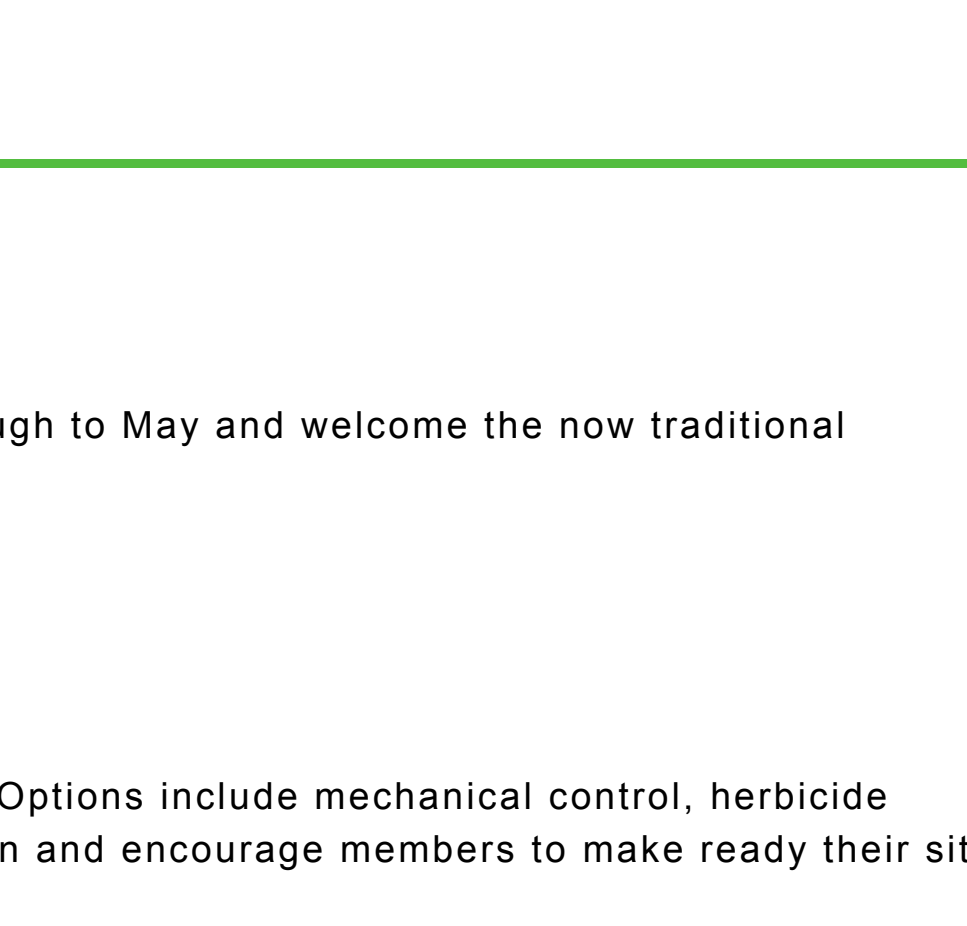 ugh to May and welcome the now traditional
Options include mechanical control, herbicide
n and encourage members to make ready their sit